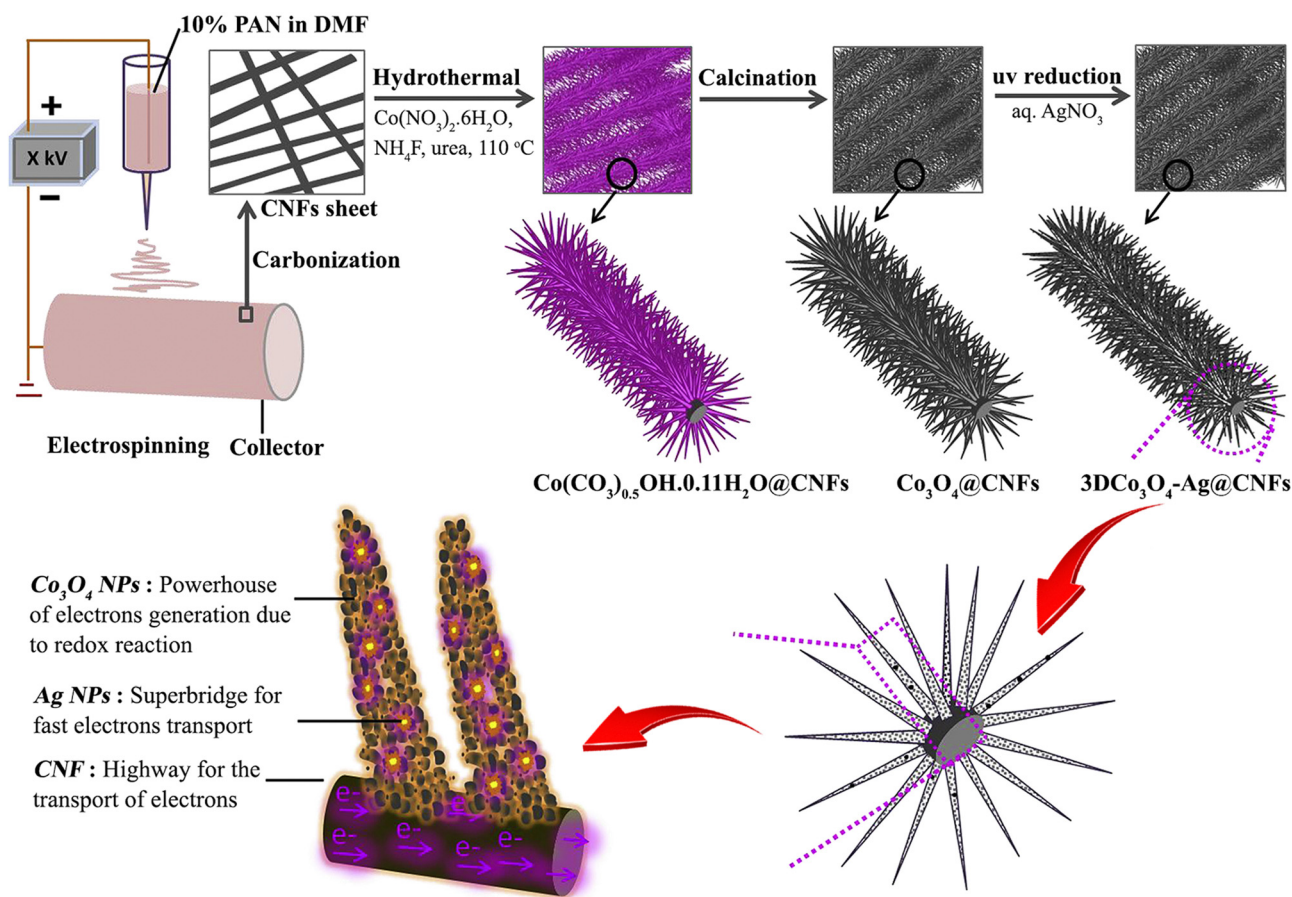 10% PAN in DMF
+
X kV
−
CNFs sheet
Carbonization
Electrospinning
Collector
Hydrothermal
Co(NO₃)₂.6H₂O,
NH₄F, urea, 110 °C
Calcination
uv reduction
aq. AgNO₃
Co(CO₃)₀.₅OH.0.11H₂O@CNFs
Co₃O₄@CNFs
3DCo₃O₄-Ag@CNFs
Co₃O₄ NPs : Powerhouse
of electrons generation due
to redox reaction
Ag NPs : Superbridge for
fast electrons transport
CNF : Highway for the
transport of electrons
e-
e-
e-
e-
e-
e-
e-